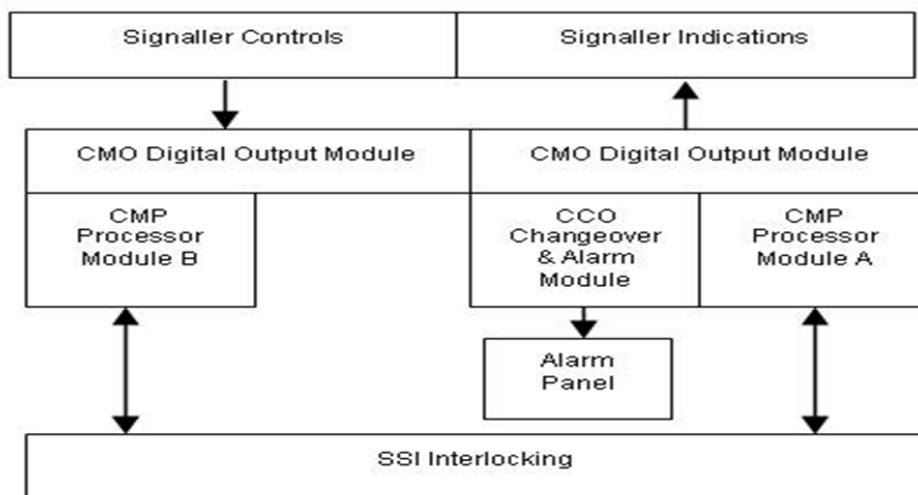 Signaller Controls
Signaller Indications
CMO Digital Output Module
CMO Digital Output Module
CMP
Processor
Module B
CCO
Changeover
& Alarm
Module
CMP
Processor
Module A
Alarm
Panel
SSI Interlocking